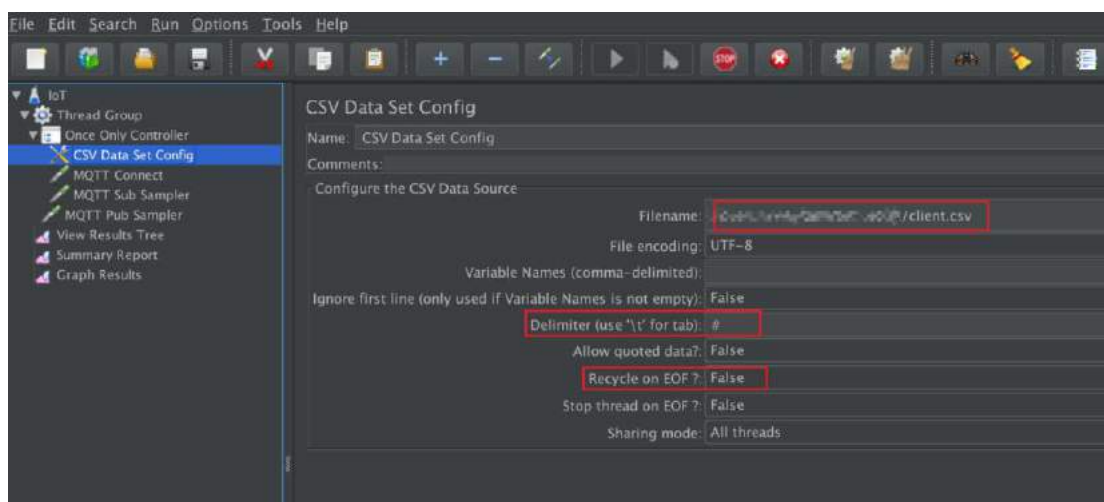 File Edit Search Run Options Tools Help
STOP
IoT
Thread Group
Once Only Controller
CSV Data Set Config
MQTT Connect
MQTT Sub Sampler
MQTT Pub Sampler
View Results Tree
Summary Report
Graph Results
CSV Data Set Config
Name: CSV Data Set Config
Comments:
Configure the CSV Data Source
Filename: /client.csv
File encoding: UTF-8
Variable Names (comma-delimited):
Ignore first line (only used if Variable Names is not empty): False
Delimiter (use '\t' for tab): #
Allow quoted data?: False
Recycle on EOF ?: False
Stop thread on EOF ?: False
Sharing mode: All threads